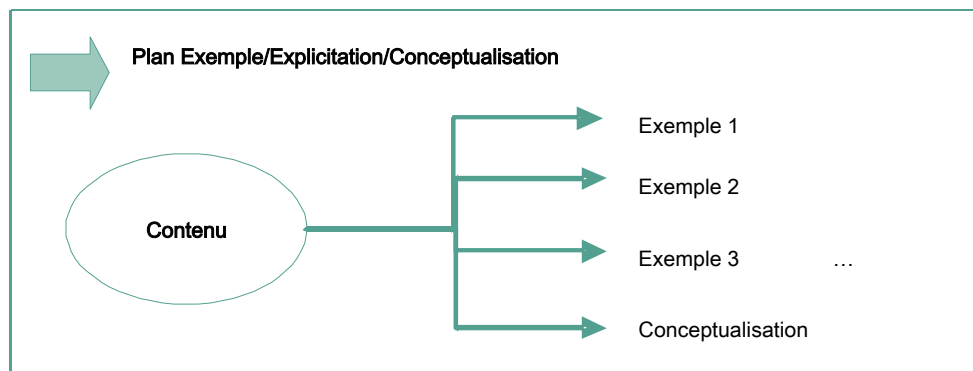 Plan Exemple/Explicitation/Conceptualisation
Exemple 1
Exemple 2
Contenu
Exemple 3 …
Conceptualisation